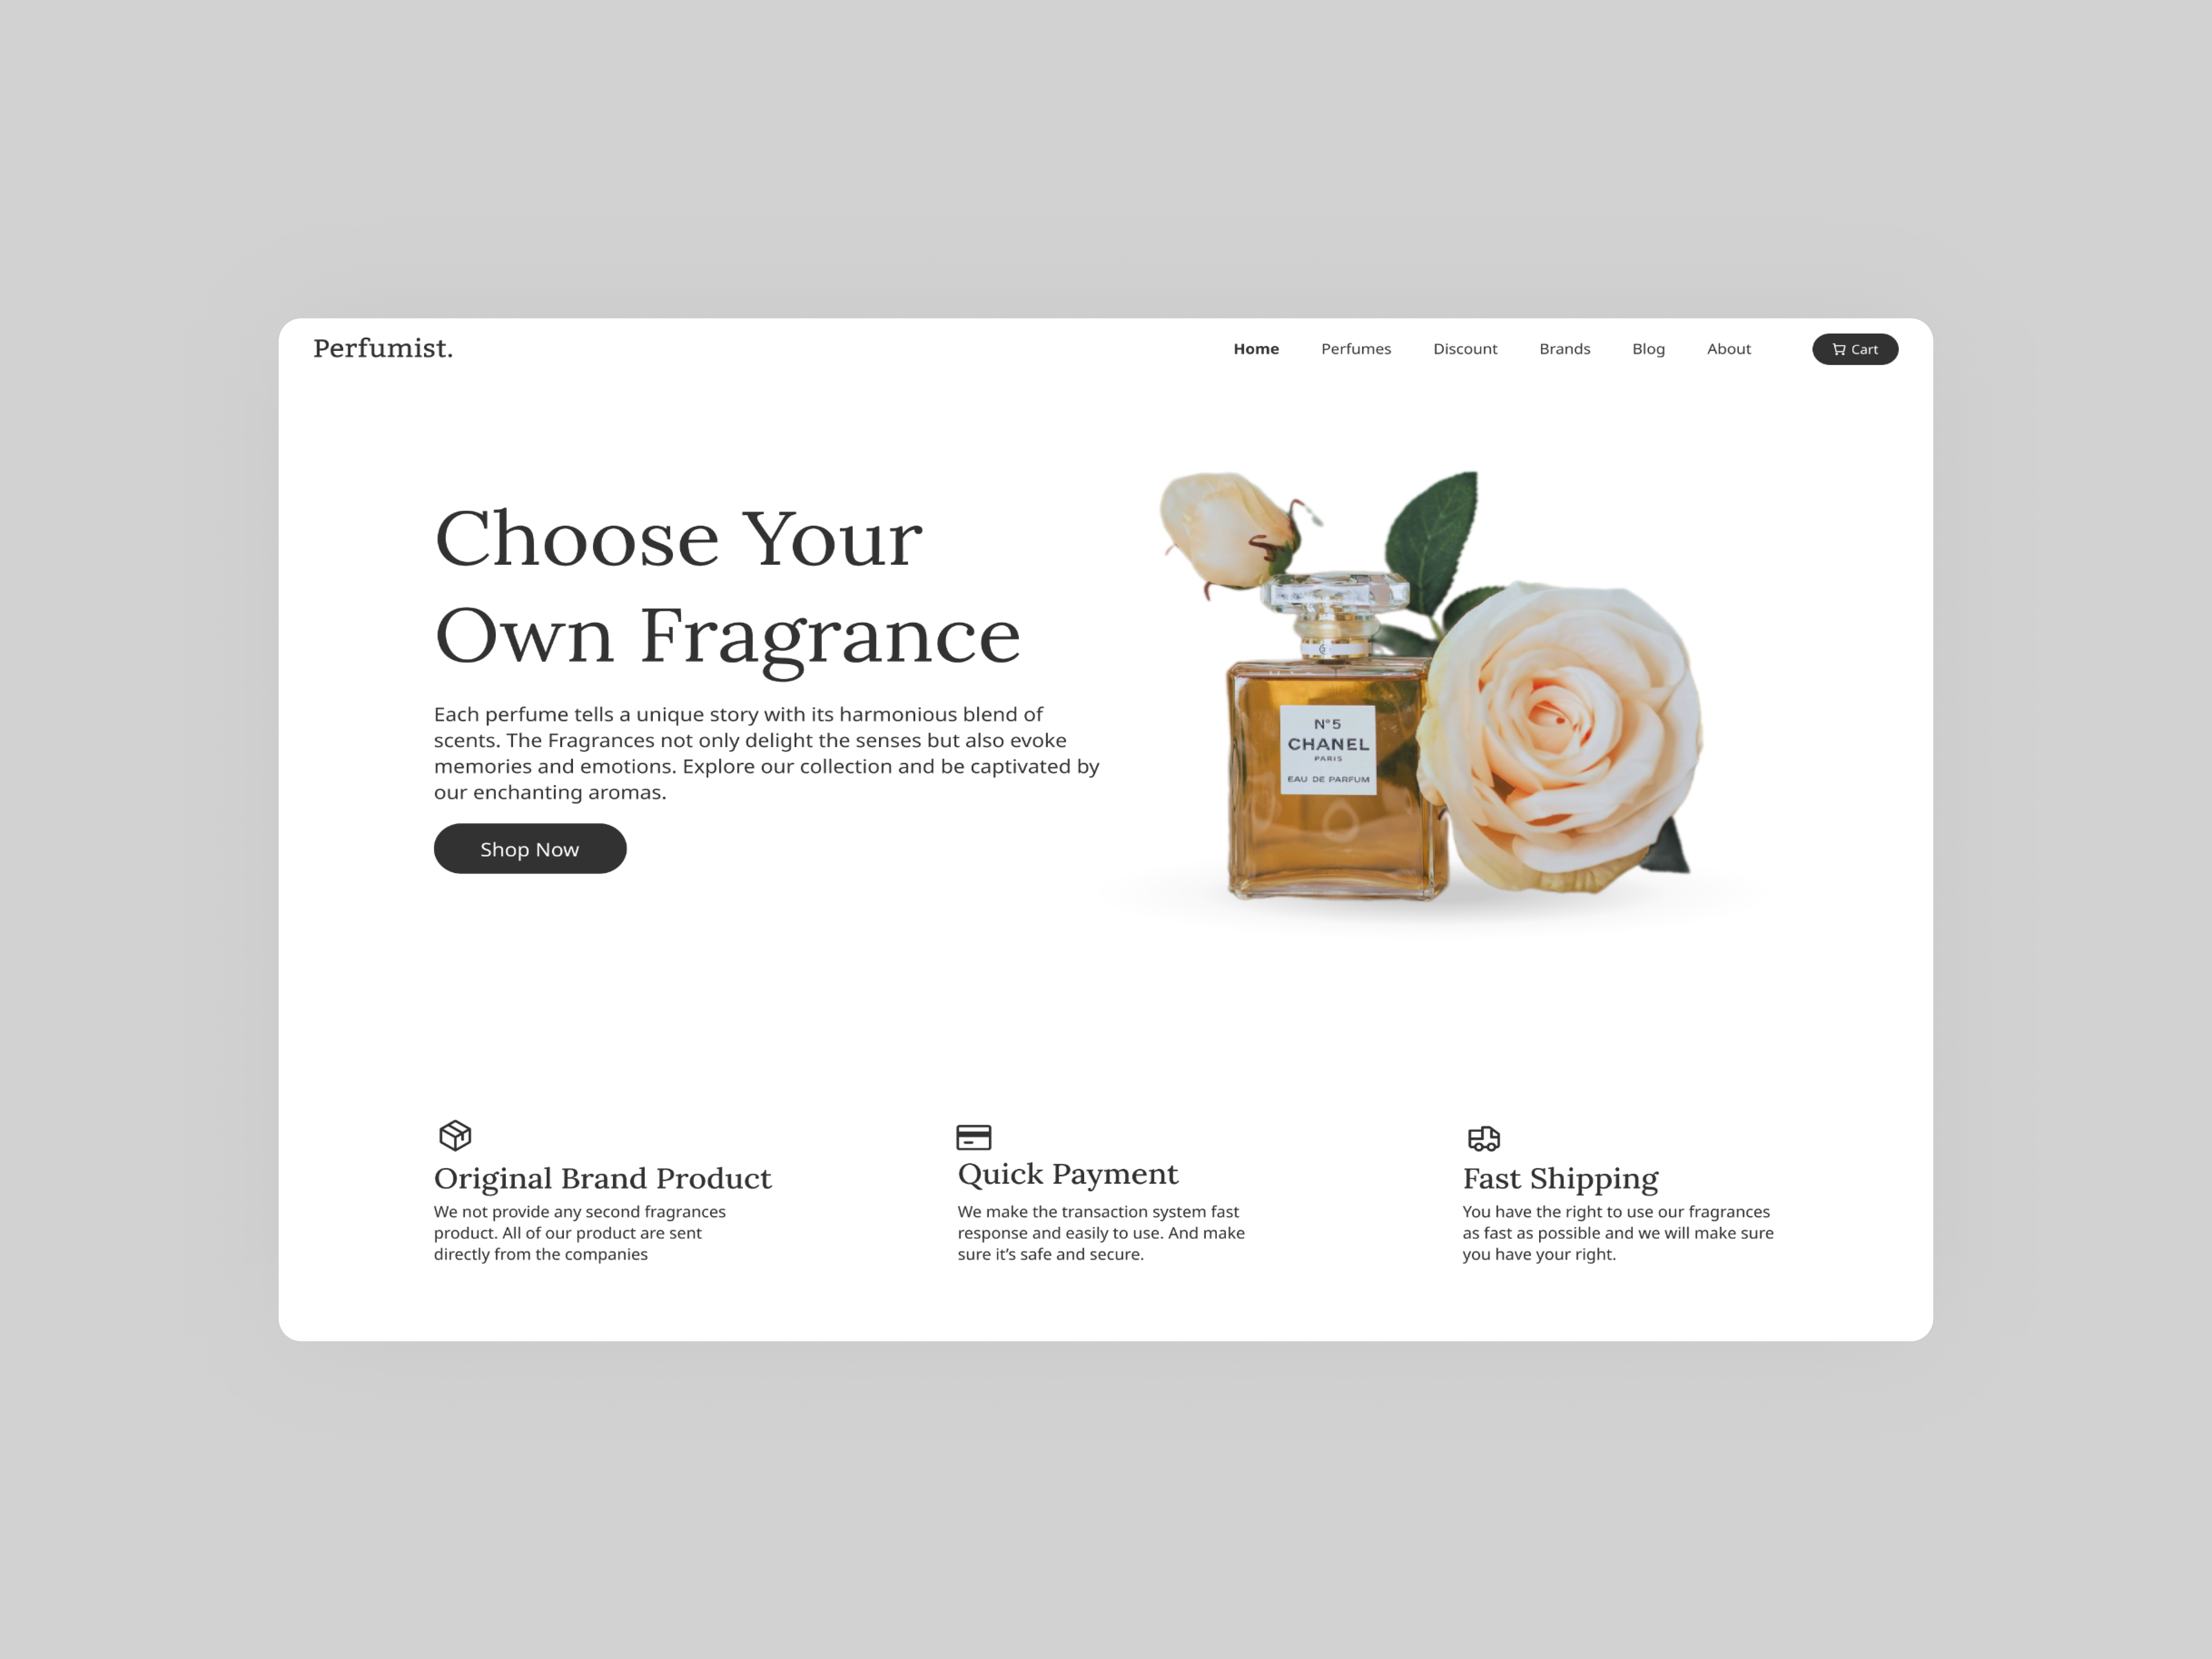 Perfumist.
Home Perfumes Discount Brands Blog About Cart
Choose Your
Own Fragrance
Each perfume tells a unique story with its harmonious blend of
scents. The Fragrances not only delight the senses but also evoke
memories and emotions. Explore our collection and be captivated by
our enchanting aromas.
Shop Now
N°5
CHANEL
PARIS
EAU DE PARFUM
Original Brand Product
We not provide any second fragrances
product. All of our product are sent
directly from the companies
Quick Payment
We make the transaction system fast
response and easily to use. And make
sure it’s safe and secure.
Fast Shipping
You have the right to use our fragrances
as fast as possible and we will make sure
you have your right.